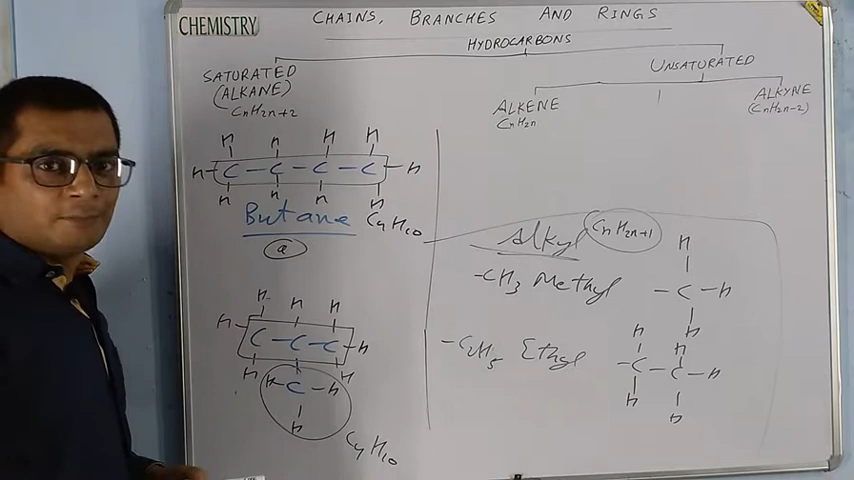 CHEMISTRY
CHAINS, BRANCHES AND RINGS
HYDROCARBONS
SATURATED
(ALKANE)
CnH2n+2
UNSATURATED
ALKENE
CnH2n
ALKYNE
(CnH2n-2)
H H H H
H-C-C-C-C-H
H H H H
Butane C4H10
a
Alkyl CnH2n+1
-CH3 Methyl
H
-C-H
H
-C2H5 Ethyl
H H
-C-C-H
H H
H H H
H-C-C-C-H
H H
H-C-H
H
C4H10